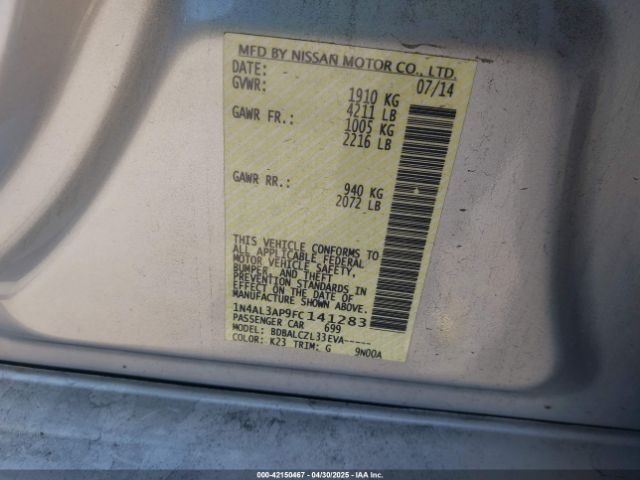 MFD BY NISSAN MOTOR CO., LTD.
DATE: 07/14
GVWR: 1910 KG
4211 LB
GAWR FR.: 1005 KG
2216 LB
GAWR RR.: 940 KG
2072 LB
THIS VEHICLE CONFORMS TO
ALL APPLICABLE FEDERAL
MOTOR VEHICLE SAFETY,
BUMPER, AND THEFT
PREVENTION STANDARDS IN
EFFECT ON THE DATE OF
MANUFACTURE SHOWN ABOVE.
1N4AL3AP9FC141283
PASSENGER CAR 699
MODEL: BDBALCZL33EVA-----
COLOR: K23 TRIM: G 9N00A
000-42150467 - 04/30/2025 - IAA, Inc.